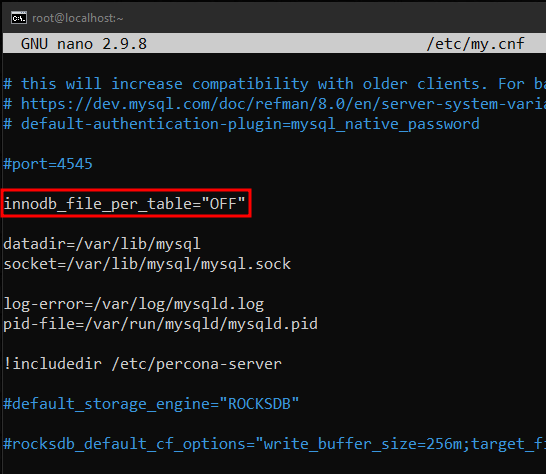 root@localhost:~
GNU nano 2.9.8 /etc/my.cnf
# this will increase compatibility with older clients. For
# https://dev.mysql.com/doc/refman/8.0/en/server-system-
# default-authentication-plugin=mysql_native_password
#port=4545
innodb_file_per_table="OFF"
datadir=/var/lib/mysql
socket=/var/lib/mysql/mysql.sock
log-error=/var/log/mysqld.log
pid-file=/var/run/mysqld/mysqld.pid
!includedir /etc/percona-server
#default_storage_engine="ROCKSDB"
#rocksdb_default_cf_options="write_buffer_size=256m;